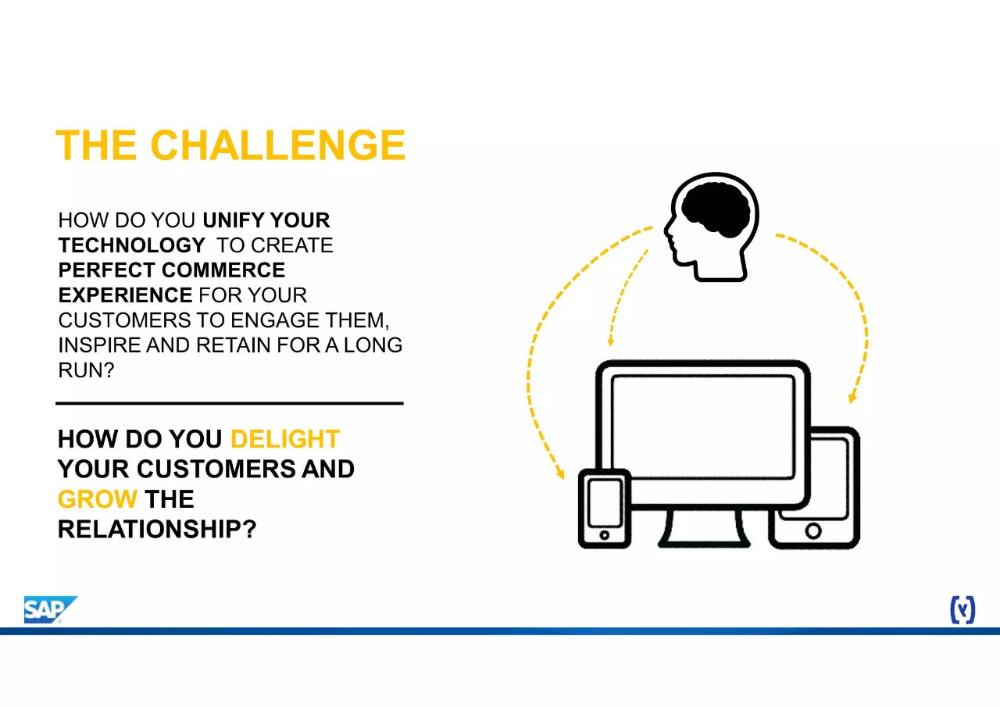 THE CHALLENGE
HOW DO YOU UNIFY YOUR
TECHNOLOGY TO CREATE
PERFECT COMMERCE
EXPERIENCE FOR YOUR
CUSTOMERS TO ENGAGE THEM,
INSPIRE AND RETAIN FOR A LONG
RUN?
HOW DO YOU DELIGHT
YOUR CUSTOMERS AND
GROW THE
RELATIONSHIP?
SAP
(Y)